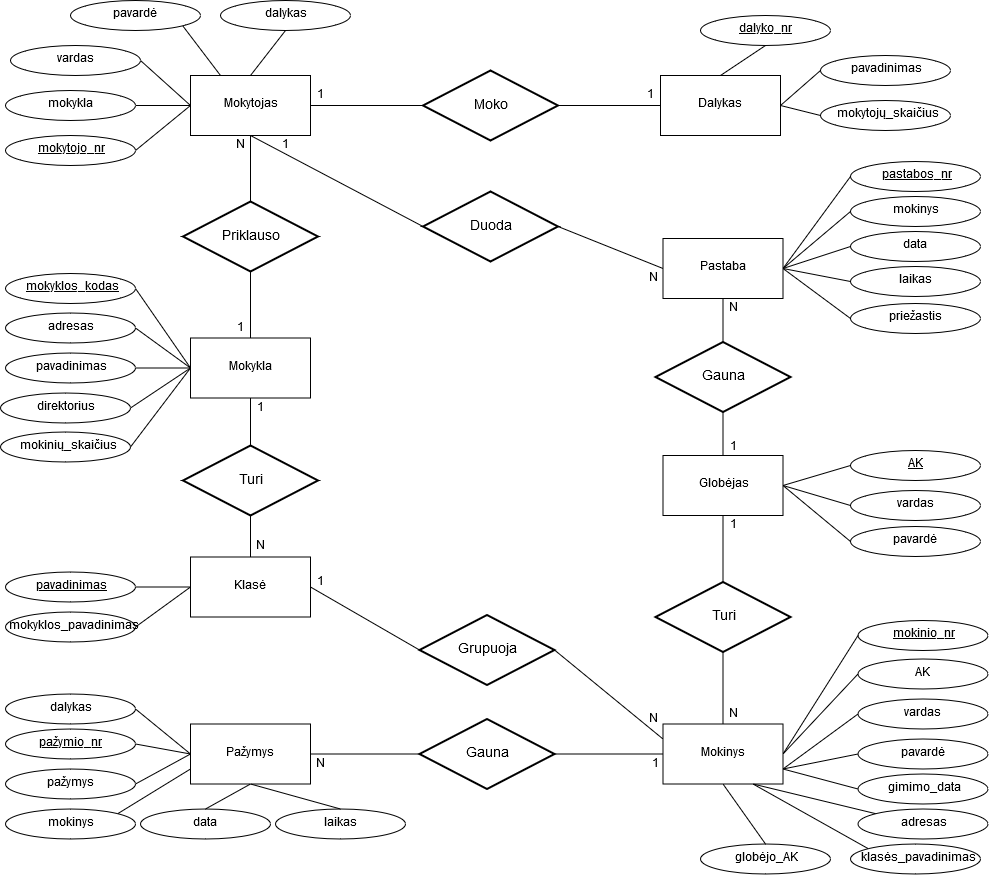 pavardė
dalykas
dalyko_nr
vardas
pavadinimas
mokykla
Mokytojas
1
Moko
1
Dalykas
mokytojų_skaičius
mokytojo_nr
N
1
pastabos_nr
mokinys
Priklauso
Duoda
data
Pastaba
N
laikas
mokyklos_kodas
N
priežastis
adresas
1
pavadinimas
Mokykla
Gauna
direktorius
1
mokinių_skaičius
1
AK
Turi
Globėjas
vardas
1
N
pavardė
pavadinimas
Klasė
1
Turi
mokyklos_pavadinimas
mokinio_nr
Grupuoja
AK
dalykas
N
N
vardas
pažymio_nr
Pažymys
N
Gauna
1
Mokinys
pavardė
pažymys
gimimo_data
mokinys
data
laikas
adresas
globėjo_AK
klasės_pavadinimas